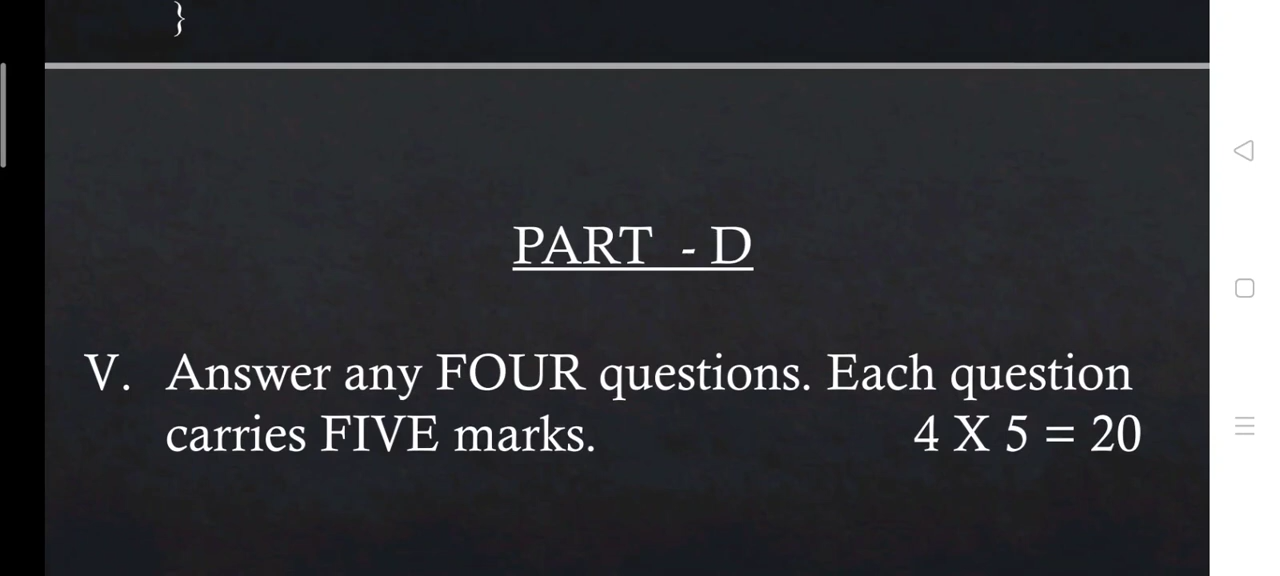 }
PART - D
V. Answer any FOUR questions. Each question
carries FIVE marks. 4 X 5 = 20